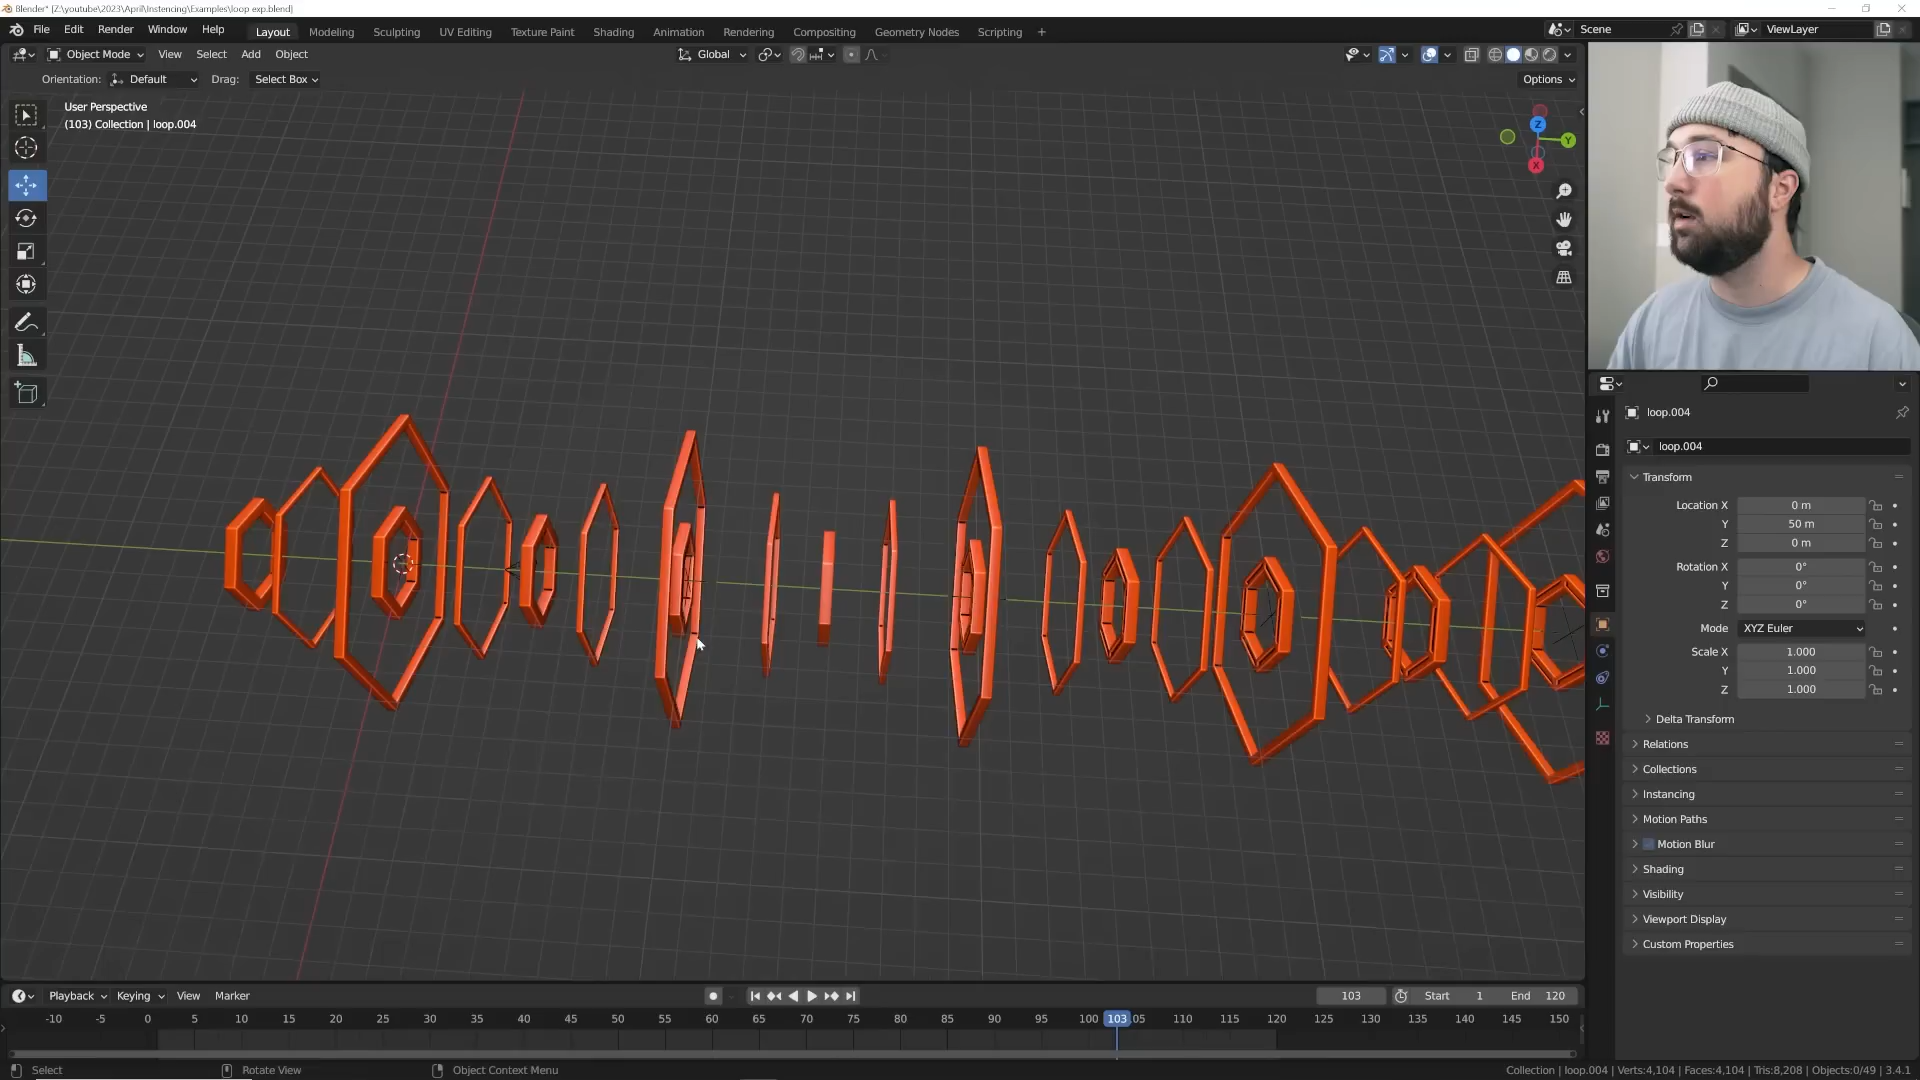 Blender* [Z:\youtube\2023\April\Instencing\Examples\loop exp.blend]
File Edit Render Window Help Layout Modeling Sculpting UV Editing Texture Paint Shading Animation Rendering Compositing Geometry Nodes Scripting + Scene ViewLayer
Object Mode View Select Add Object Global
Orientation: Default Drag: Select Box Options
User Perspective
(103) Collection | loop.004
Z
Y
X
loop.004
loop.004
Transform
Location X 0 m
Y 50 m
Z 0 m
Rotation X 0°
Y 0°
Z 0°
Mode XYZ Euler
Scale X 1.000
Y 1.000
Z 1.000
Delta Transform
Relations
Collections
Instancing
Motion Paths
Motion Blur
Shading
Visibility
Viewport Display
Custom Properties
Playback Keying View Marker 103 Start 1 End 120
-10 -5 0 5 10 15 20 25 30 35 40 45 50 55 60 65 70 75 80 85 90 95 100 103 05 110 115 120 125 130 135 140 145 150
Select Rotate View Object Context Menu Collection | loop.004 | Verts:4,104 | Faces:4,104 | Tris:8,208 | Objects:0/49 | 3.4.1